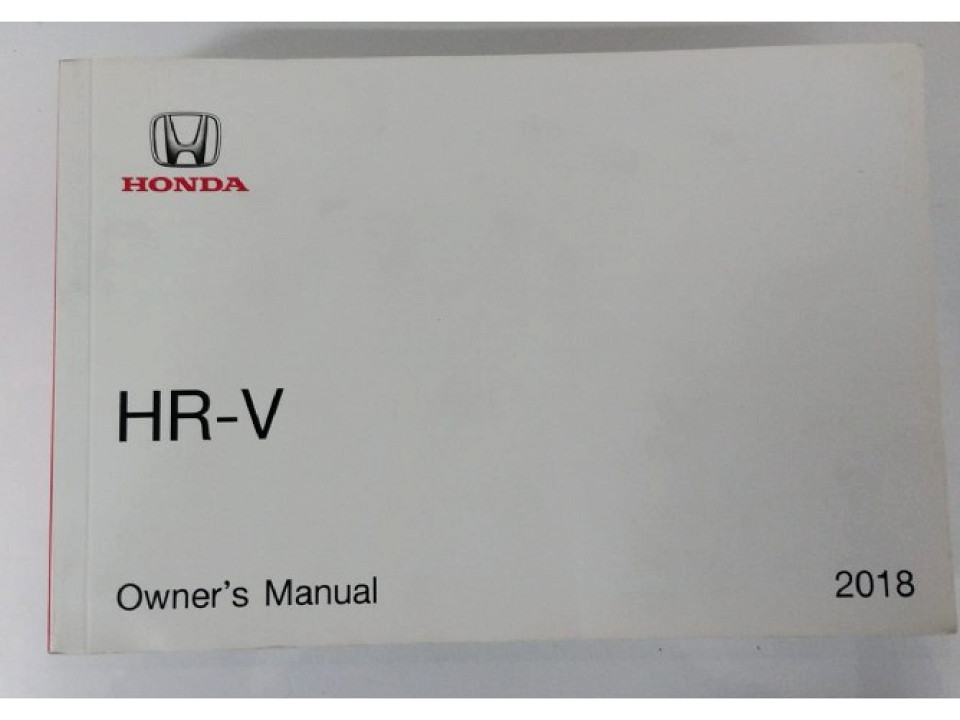 HONDA
HR-V
Owner's Manual
2018